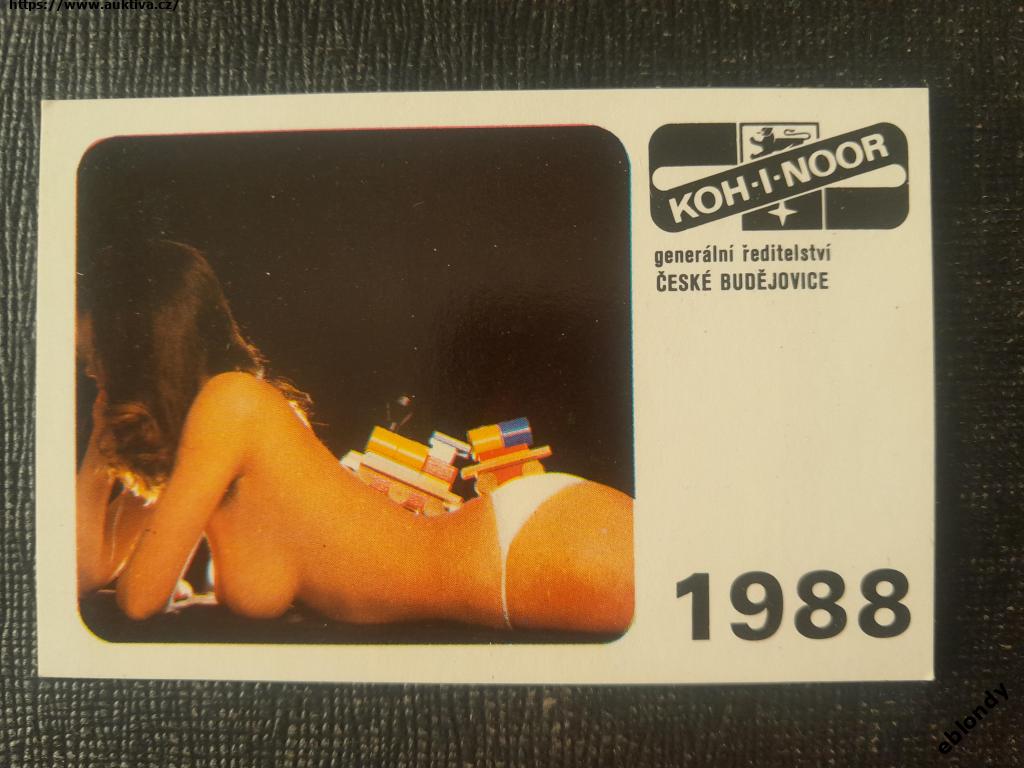 https://www.auktiva.cz/
KOH-I-NOOR
generální ředitelství
ČESKÉ BUDĚJOVICE
1988
eblondy